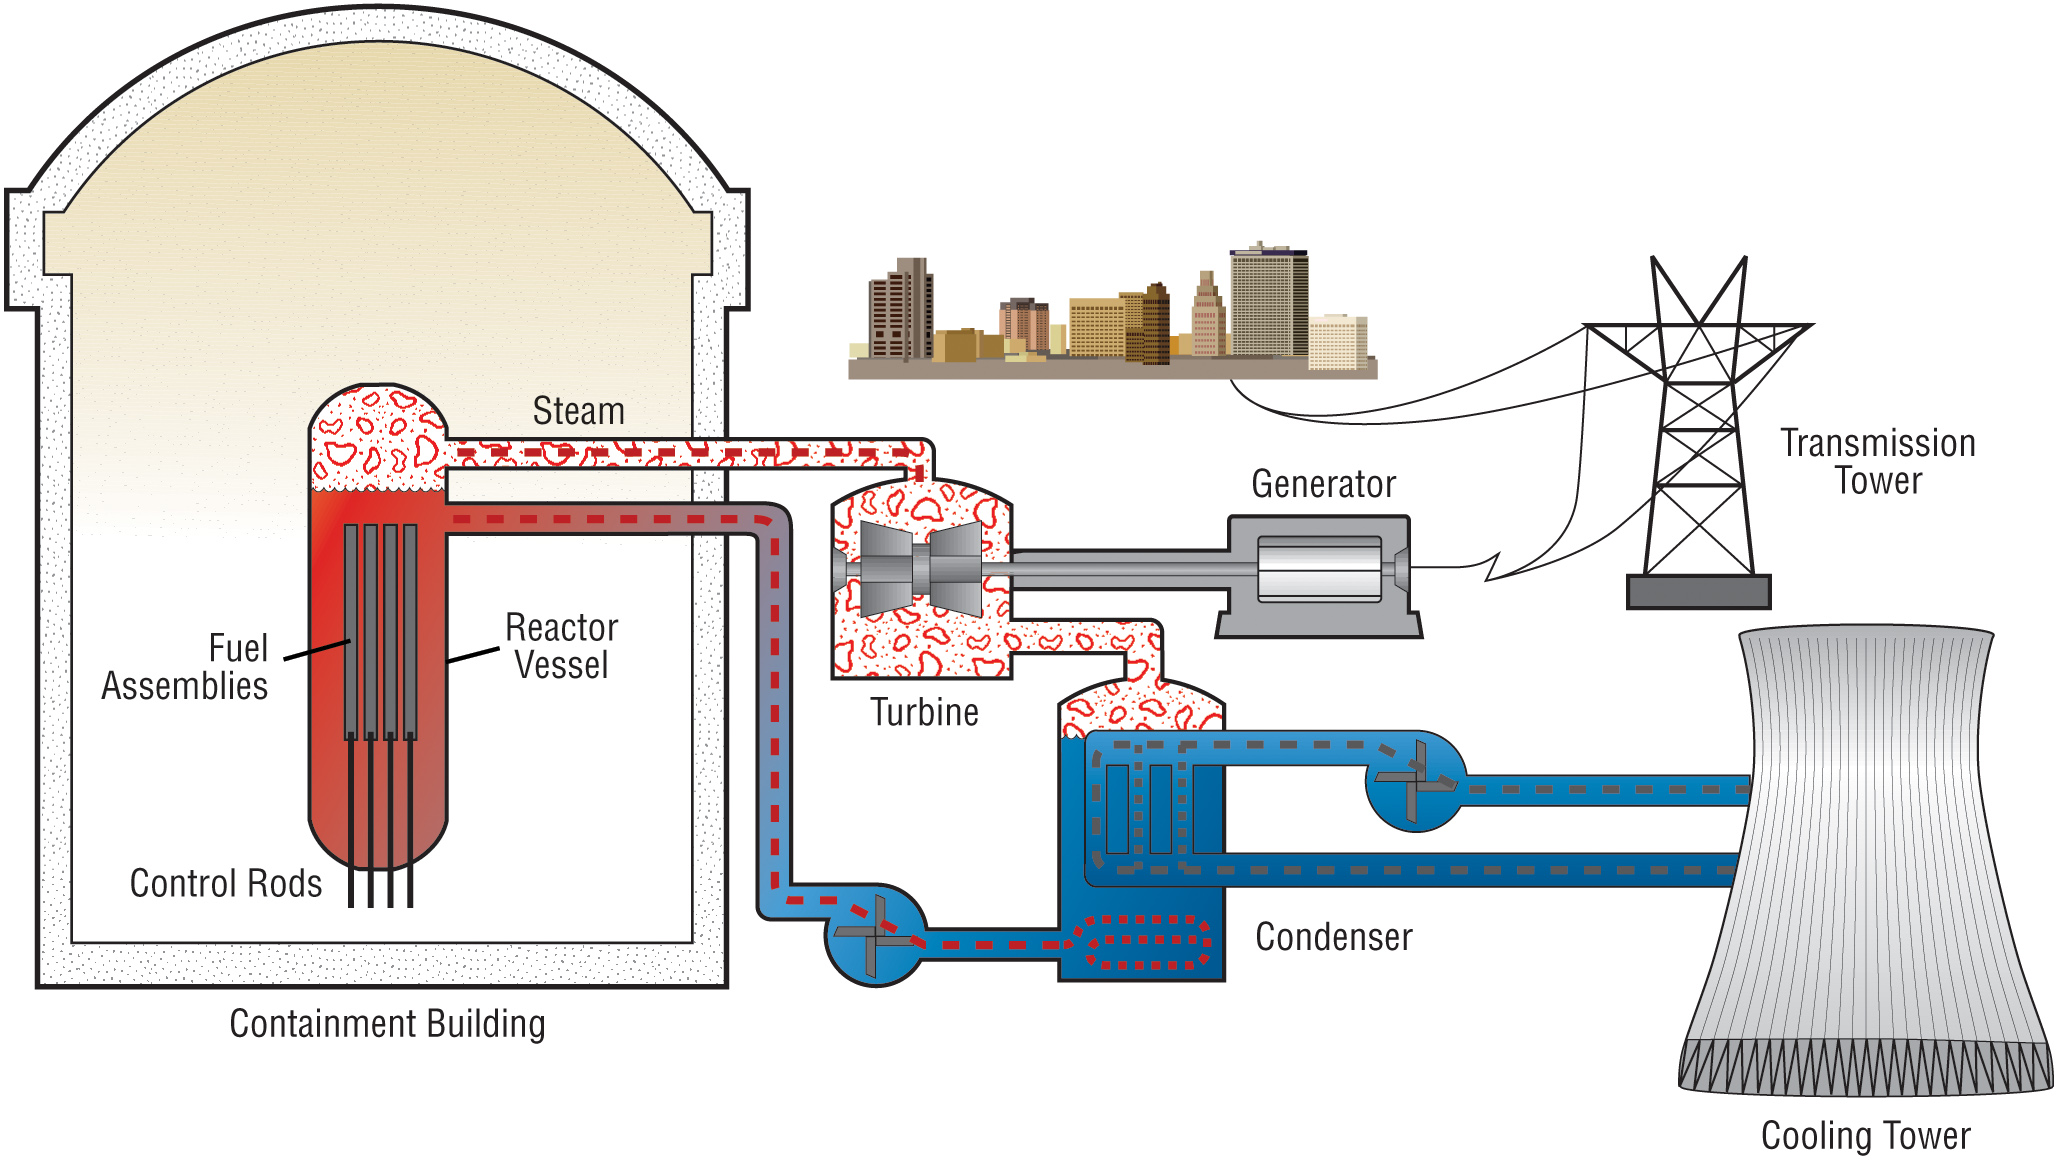 Steam
Generator
Transmission
Tower
Fuel
Assemblies
Reactor
Vessel
Turbine
Control Rods
Condenser
Containment Building
Cooling Tower